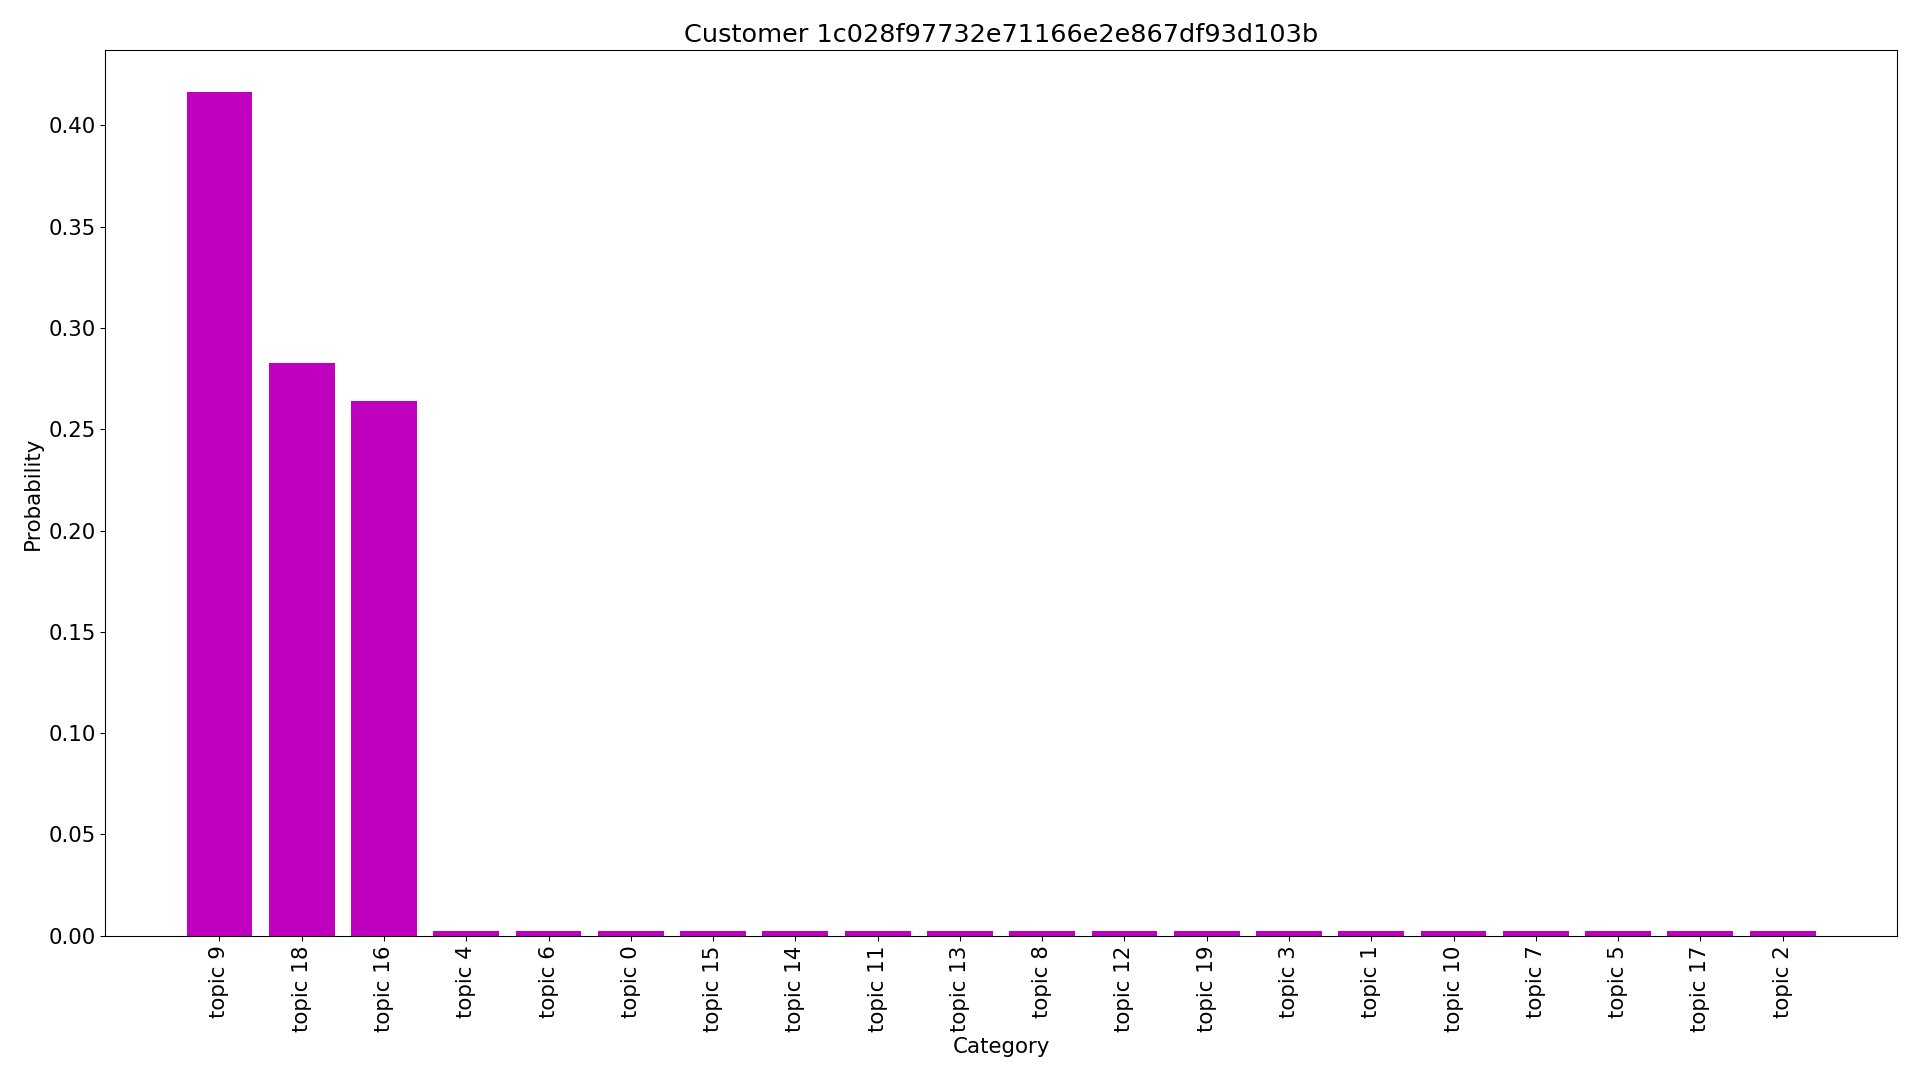 Customer 1c028f97732e71166e2e867df93d103b
Probability
0.40
0.35
0.30
0.25
0.20
0.15
0.10
0.05
0.00
topic 9
topic 18
topic 16
topic 4
topic 6
topic 0
topic 15
topic 14
topic 11
topic 13
topic 8
topic 12
topic 19
topic 3
topic 1
topic 10
topic 7
topic 5
topic 17
topic 2
Category